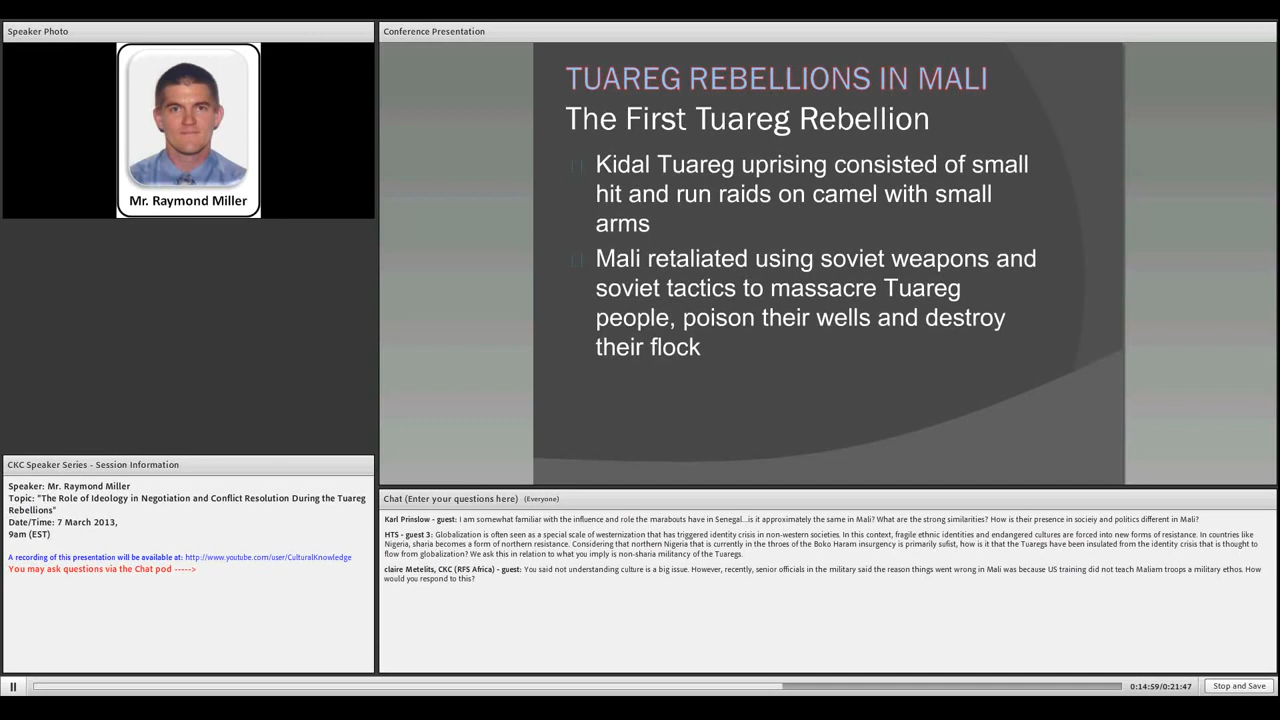 Speaker Photo
Mr. Raymond Miller
Conference Presentation
TUAREG REBELLIONS IN MALI
The First Tuareg Rebellion
Kidal Tuareg uprising consisted of small
hit and run raids on camel with small
arms
Mali retaliated using soviet weapons and
soviet tactics to massacre Tuareg
people, poison their wells and destroy
their flock
CKC Speaker Series - Session Information
Speaker: Mr. Raymond Miller
Topic: "The Role of Ideology in Negotiation and Conflict Resolution During the Tuareg
Rebellions"
Date/Time: 7 March 2013,
9am (EST)
A recording of this presentation will be available at: http://www.youtube.com/user/CulturalKnowledge
You may ask questions via the Chat pod ----->
Chat (Enter your questions here) (Everyone)
Karl Prinslow - guest: I am somewhat familiar with the influence and role the marabouts have in Senegal...is it approximately the same in Mali? What are the strong similarities? How is their presence in socieiy and politics different in Mali?
HTS - guest 3: Globalization is often seen as a special scale of westernization that has triggered identity crisis in non-western societies. In this context, fragile ethnic identities and endangered cultures are forced into new forms of resistance. In countries like
Nigeria, sharia becomes a form of northern resistance. Considering that northern Nigeria that is currently in the throes of the Boko Haram insurgency is primarily sufist, how is it that the Tuaregs have been insulated from the identity crisis that is thought to
flow from globalization? We ask this in relation to what you imply is non-sharia militancy of the Tuaregs.
claire Metelits, CKC (RFS Africa) - guest: You said not understanding culture is a big issue. However, recently, senior officials in the military said the reason things went wrong in Mali was because US training did not teach Maliam troops a military ethos. How
would you respond to this?
0:14:59/0:21:47
Stop and Save